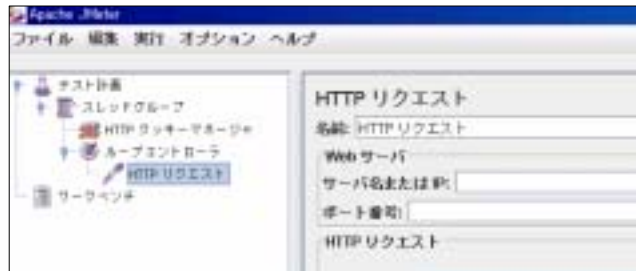 Apache JMeter
ファイル 編集 実行 オプション ヘルプ
テスト計画
スレッドグループ
HTTP クッキーマネージャ
ループコントローラ
HTTP リクエスト
ワークベンチ
HTTP リクエスト
名前: HTTP リクエスト
Web サーバ
サーバ名または IP:
ポート番号:
HTTP リクエスト